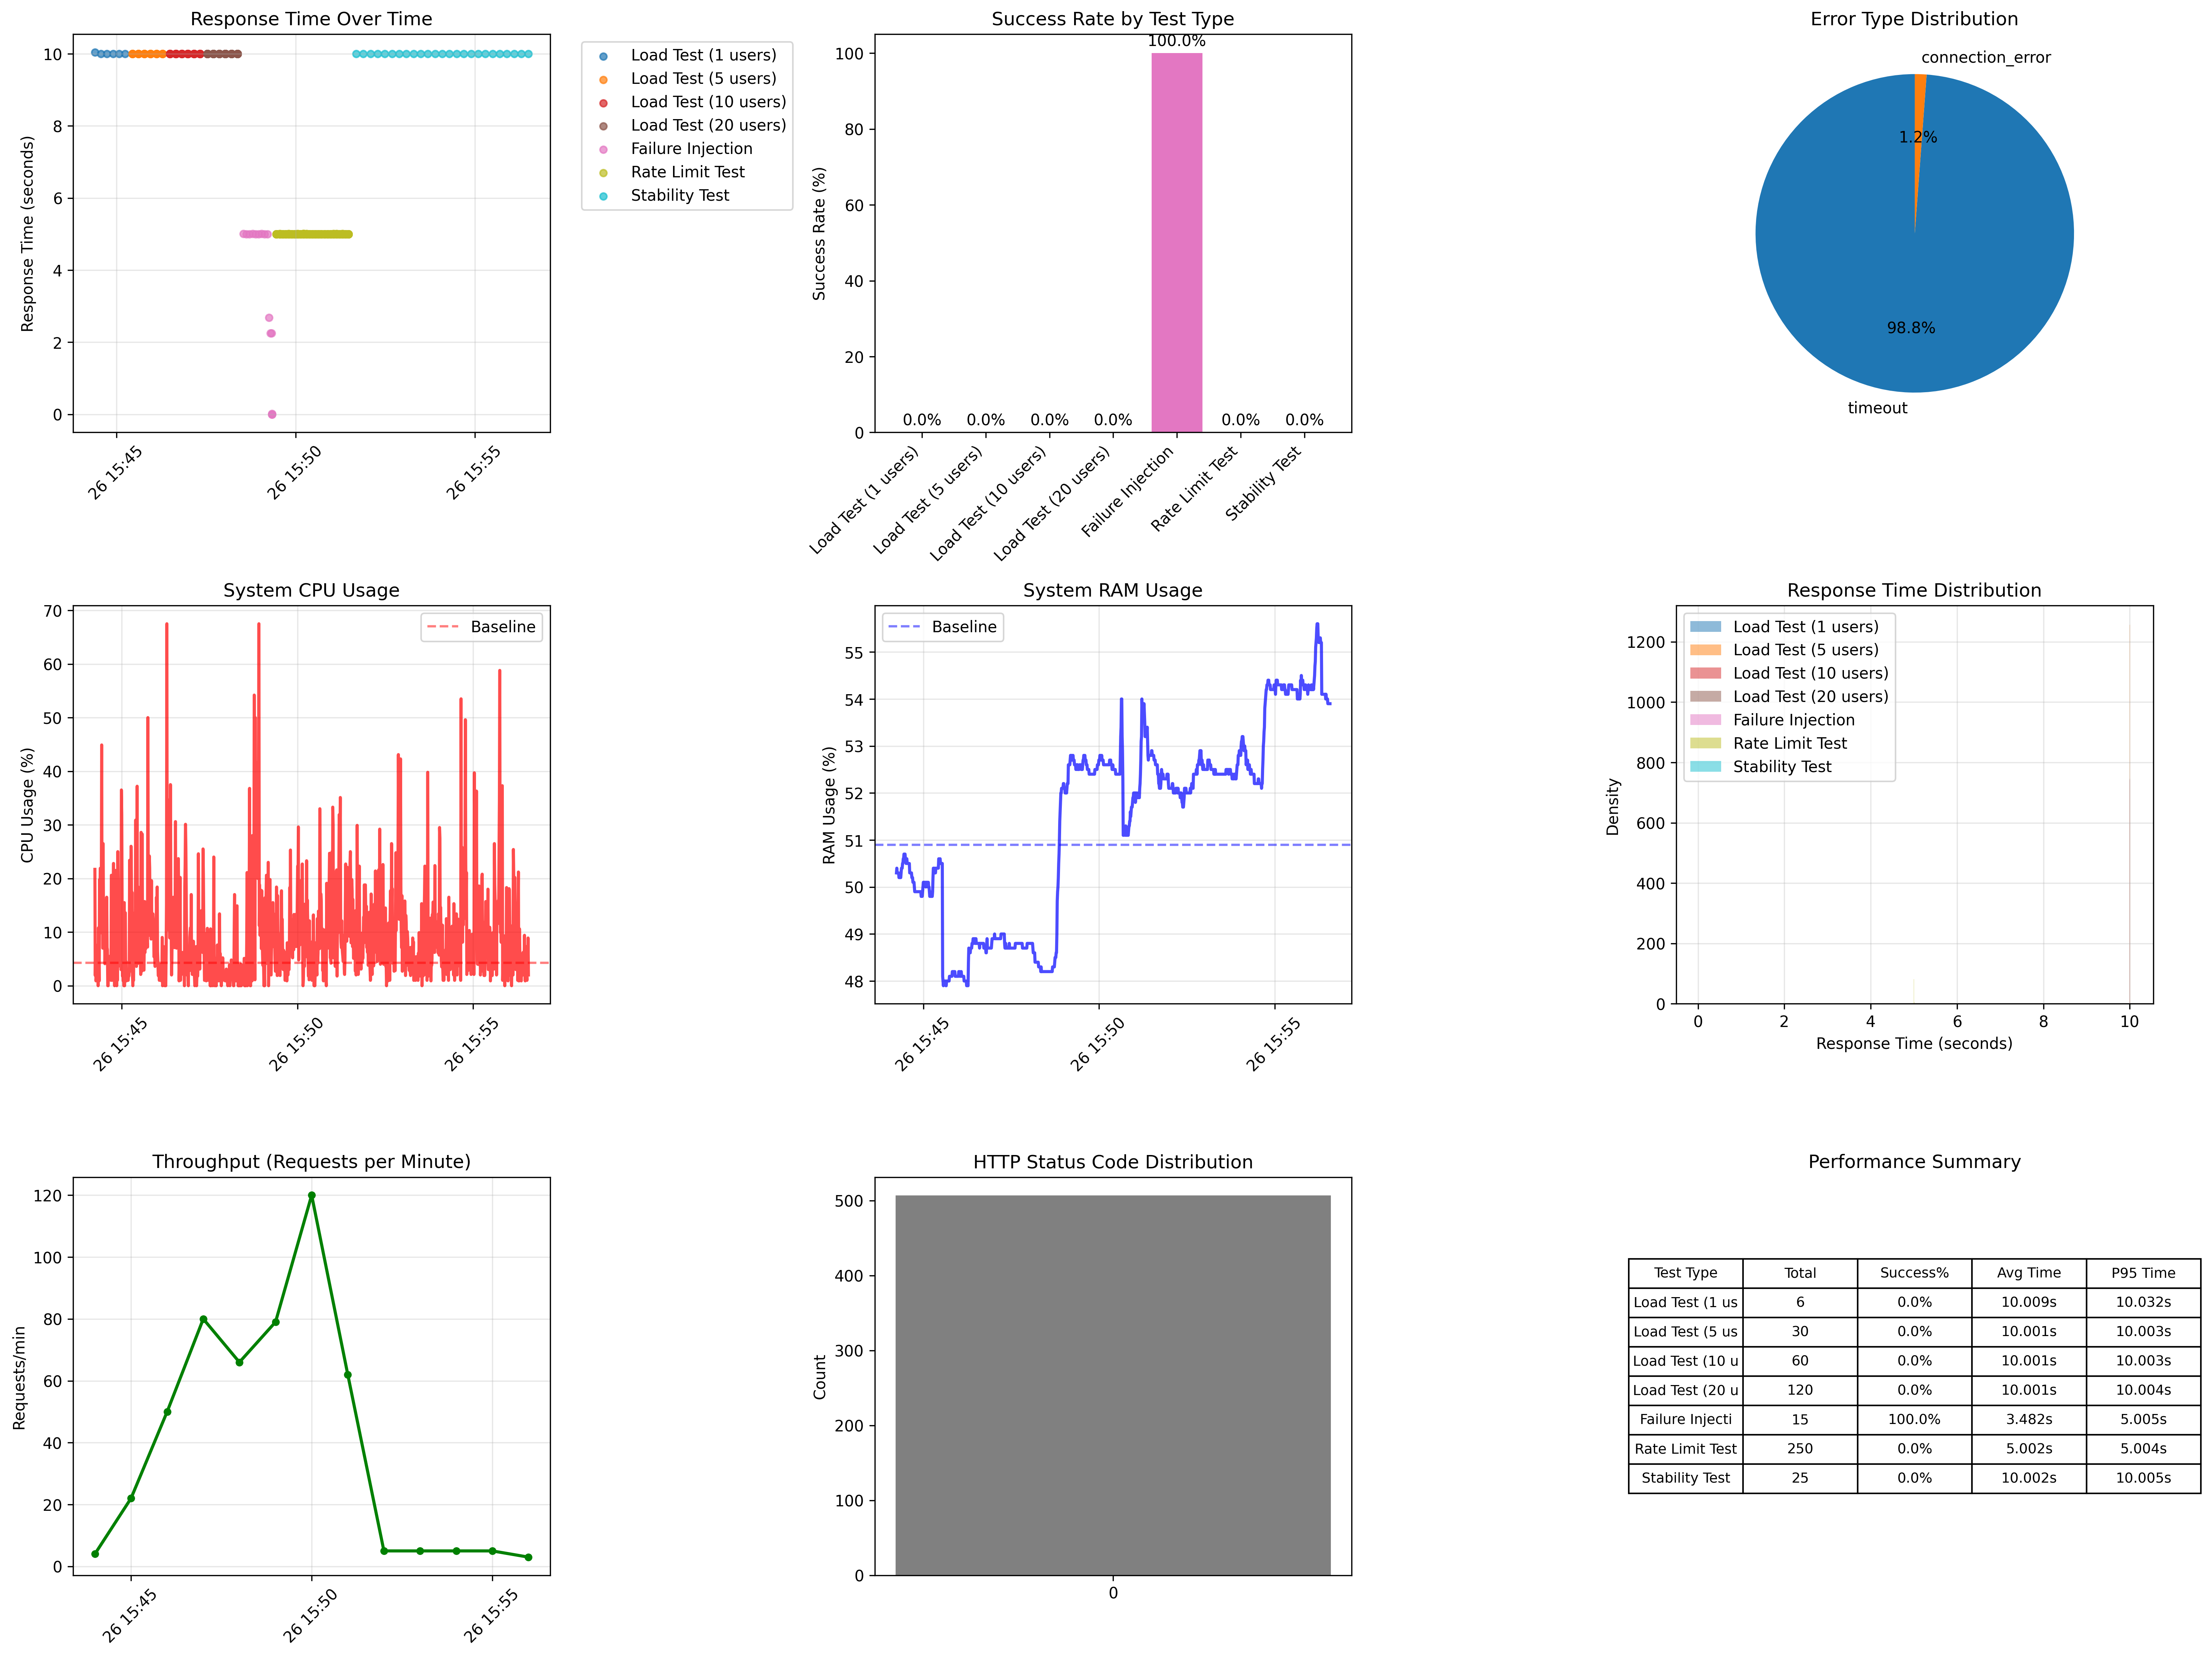 Response Time Over Time
Response Time (seconds)
10
8
6
4
2
0
26 15:45
26 15:50
26 15:55
Load Test (1 users)
Load Test (5 users)
Load Test (10 users)
Load Test (20 users)
Failure Injection
Rate Limit Test
Stability Test
Success Rate by Test Type
Success Rate (%)
100
80
60
40
20
0
0.0%
0.0%
0.0%
0.0%
100.0%
0.0%
0.0%
Load Test (1 users)
Load Test (5 users)
Load Test (10 users)
Load Test (20 users)
Failure Injection
Rate Limit Test
Stability Test
Error Type Distribution
connection_error
1.2%
98.8%
timeout
System CPU Usage
CPU Usage (%)
70
60
50
40
30
20
10
0
Baseline
26 15:45
26 15:50
26 15:55
System RAM Usage
RAM Usage (%)
55
54
53
52
51
50
49
48
Baseline
26 15:45
26 15:50
26 15:55
Response Time Distribution
Density
1200
1000
800
600
400
200
0
Load Test (1 users)
Load Test (5 users)
Load Test (10 users)
Load Test (20 users)
Failure Injection
Rate Limit Test
Stability Test
0 2 4 6 8 10
Response Time (seconds)
Throughput (Requests per Minute)
Requests/min
120
100
80
60
40
20
0
26 15:45
26 15:50
26 15:55
HTTP Status Code Distribution
Count
500
400
300
200
100
0
0
Performance Summary
Test Type Total Success% Avg Time P95 Time
Load Test (1 us 6 0.0% 10.009s 10.032s
Load Test (5 us 30 0.0% 10.001s 10.003s
Load Test (10 u 60 0.0% 10.001s 10.003s
Load Test (20 u 120 0.0% 10.001s 10.004s
Failure Injecti 15 100.0% 3.482s 5.005s
Rate Limit Test 250 0.0% 5.002s 5.004s
Stability Test 25 0.0% 10.002s 10.005s